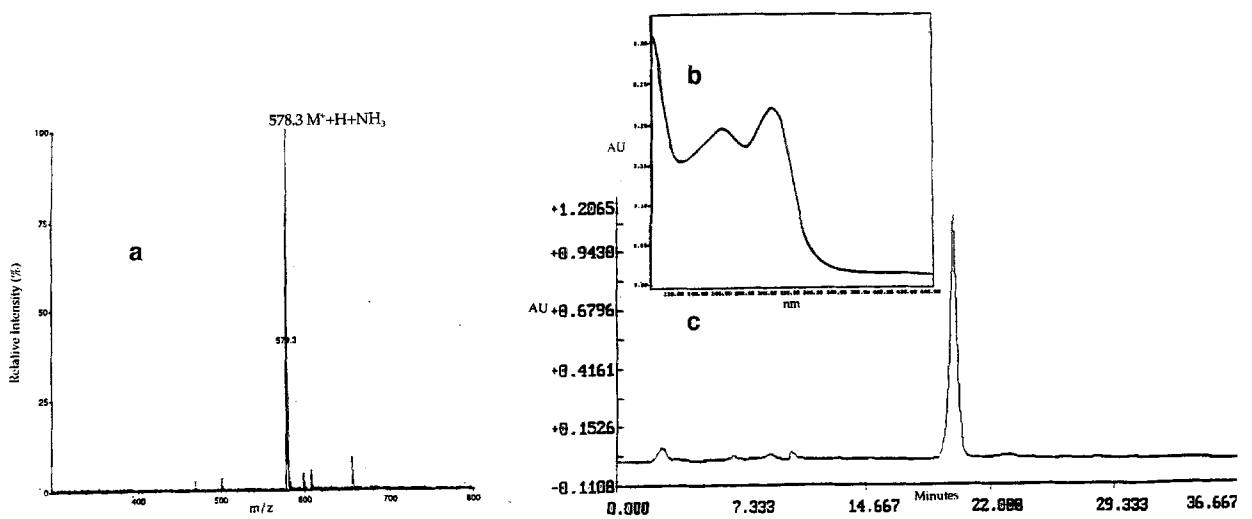 578.3 M⁺+H+NH₃
100
75
50
25
0
Relative Intensity (%)
a
579.3
400
500
600
700
800
m/z
b
AU
nm
c
AU
+1.2065
+0.9430
+0.6796
+0.4161
+0.1526
-0.1108
0.000
7.333
14.667
22.000
29.333
36.667
Minutes